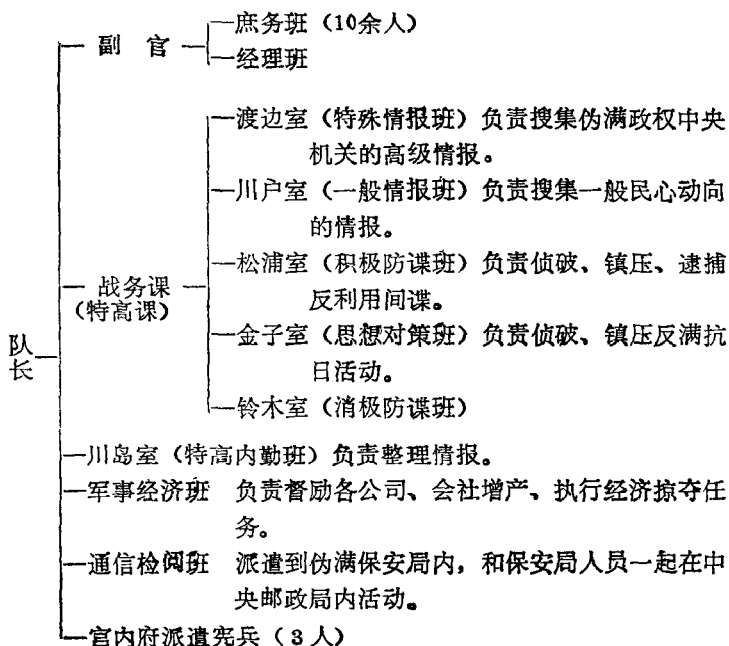 庶务班（10余人）
副 官
经理班
渡边室（特殊情报班）负责搜集伪满政权中央
机关的高级情报。
川户室（一般情报班）负责搜集一般民心动向
的情报。
松浦室（积极防谍班）负责侦破、镇压、逮捕
反利用间谍。
战务课
（特高课）
金子室（思想对策班）负责侦破、镇压反满抗
日活动。
队
长
铃木室（消极防谍班）
川岛室（特高内勤班）负责整理情报。
军事经济班 负责督励各公司、会社增产、执行经济掠夺任
务。
通信检阅班 派遣到伪满保安局内，和保安局人员一起在中
央邮政局内活动。
宫内府派遣宪兵（3人）